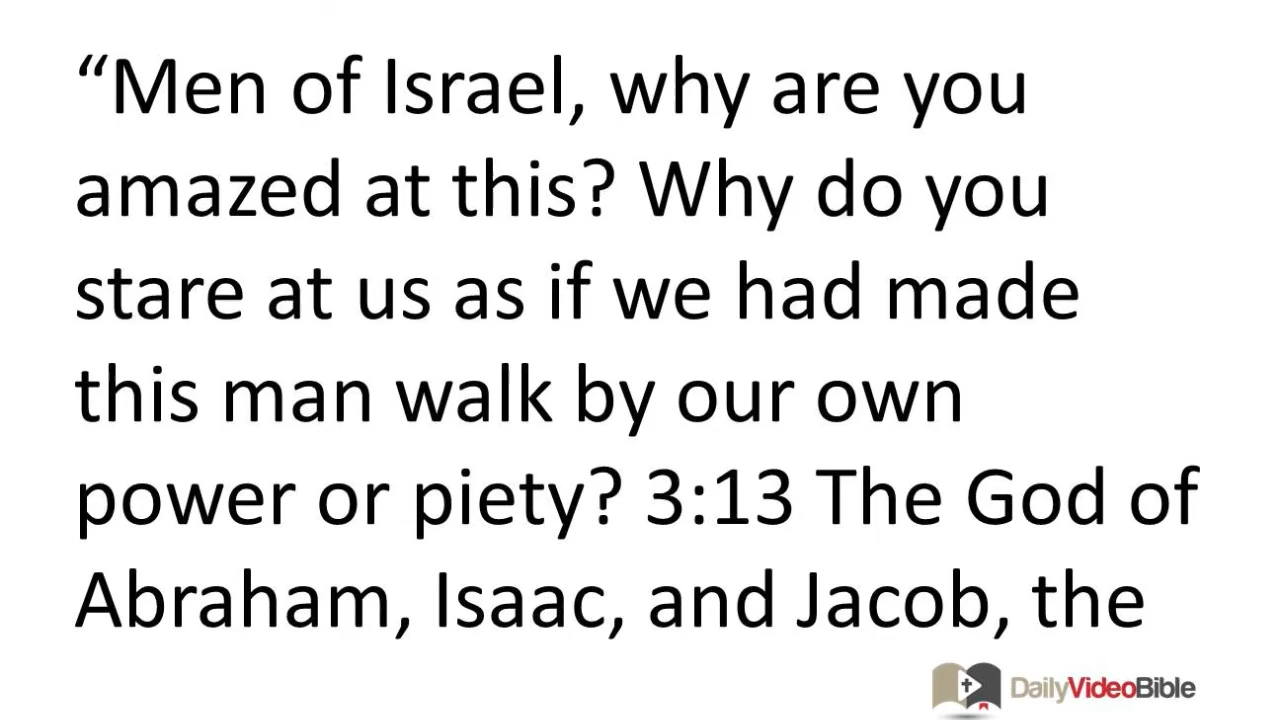 “Men of Israel, why are you
amazed at this? Why do you
stare at us as if we had made
this man walk by our own
power or piety? 3:13 The God of
Abraham, Isaac, and Jacob, the
DailyVideoBible